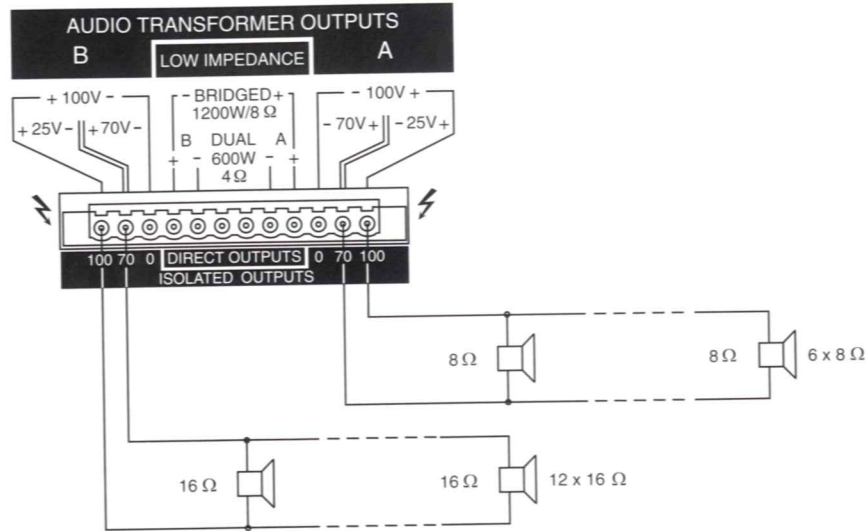 AUDIO TRANSFORMER OUTPUTS
B LOW IMPEDANCE A
+ 100V - - BRIDGED + - 100V +
1200W/8 Ω
+25V- +70V- - 70V+ - 25V+
B DUAL A
+ - 600W - +
4 Ω
100 70 0 DIRECT OUTPUTS 0 70 100
ISOLATED OUTPUTS
8 Ω 8 Ω 6 x 8 Ω
16 Ω 16 Ω 12 x 16 Ω